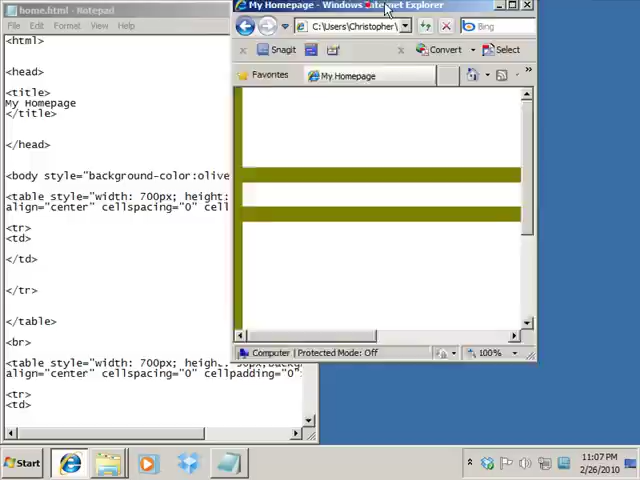 home.html - Notepad
File Edit Format View Help
<html>
<head>
<title>
My Homepage
</title>
</head>
<body style="background-color:olive
<table style="width: 700px; height:
align="center" cellspacing="0" cell
<tr>
<td>
</td>
</tr>
</table>
<br>
<table style="width: 700px; height:
align="center" cellspacing="0" cellpadding="0"
<tr>
<td>
My Homepage - Windows Internet Explorer
C:\Users\Christopher\
Bing
Snagit
Convert
Select
Favorites
My Homepage
Computer | Protected Mode: Off
100%
Start
11:07 PM
2/26/2010